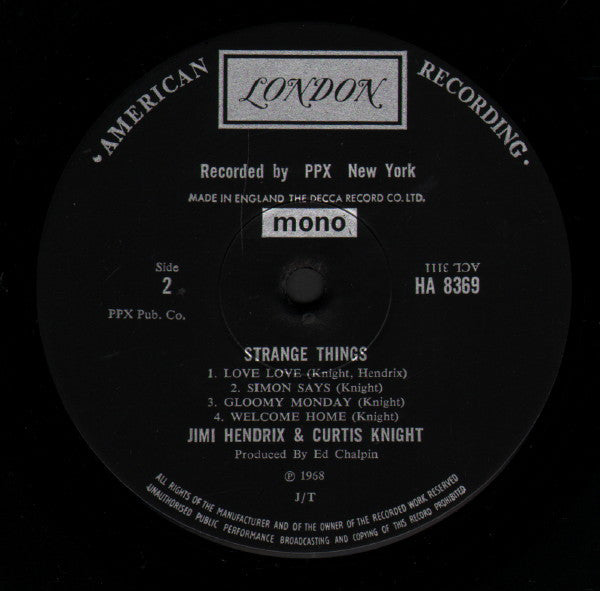 · AMERICAN RECORDING ·
LONDON
Recorded by PPX New York
MADE IN ENGLAND THE DECCA RECORD CO. LTD.
mono
Side
2
PPX Pub. Co.
ACL 3111
HA 8369
STRANGE THINGS
1. LOVE LOVE (Knight, Hendrix)
2. SIMON SAYS (Knight)
3. GLOOMY MONDAY (Knight)
4. WELCOME HOME (Knight)
JIMI HENDRIX & CURTIS KNIGHT
Produced By Ed Chalpin
℗ 1968
J/T
ALL RIGHTS OF THE MANUFACTURER AND OF THE OWNER OF THE RECORDED WORK RESERVED
UNAUTHORISED PUBLIC PERFORMANCE BROADCASTING AND COPYING OF THIS RECORD PROHIBITED